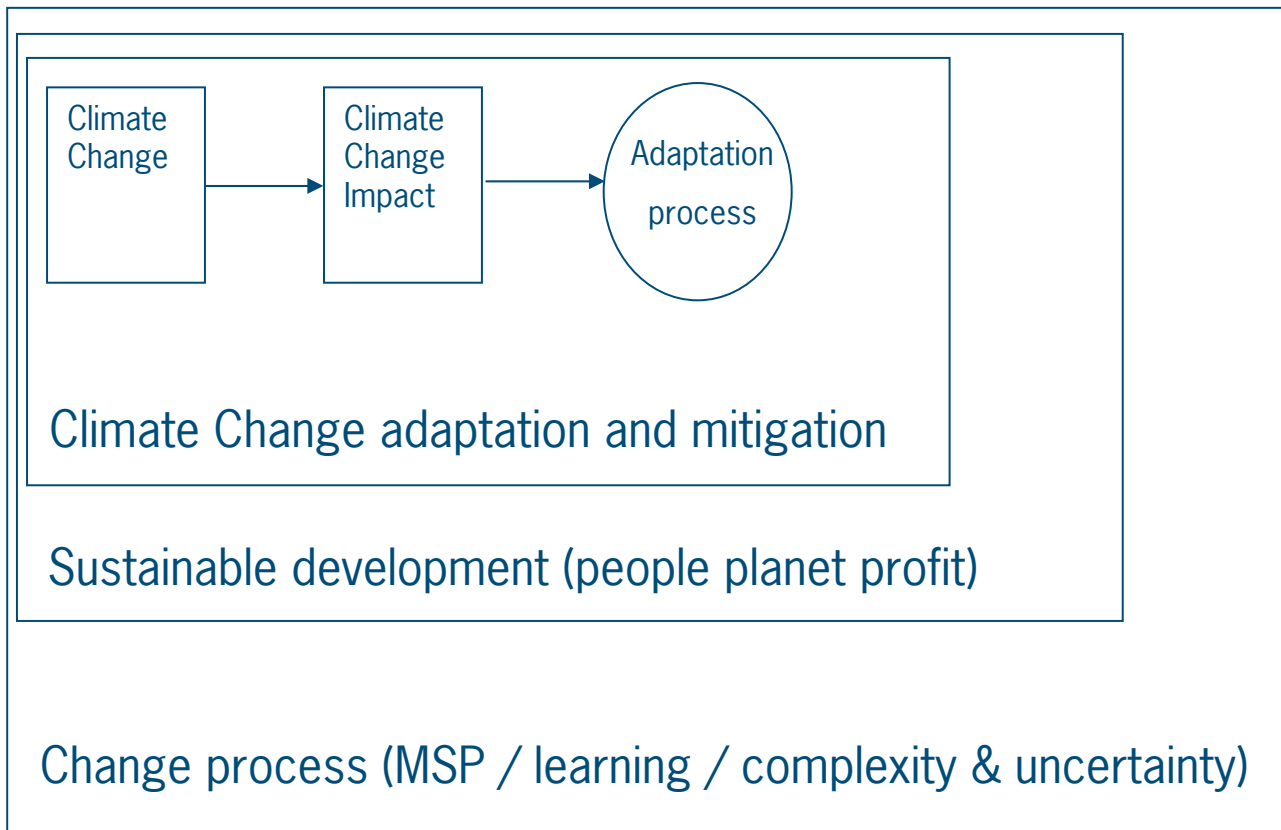 Climate
Change
Climate
Change
Impact
Adaptation
process
Climate Change adaptation and mitigation
Sustainable development (people planet profit)
Change process (MSP / learning / complexity & uncertainty)